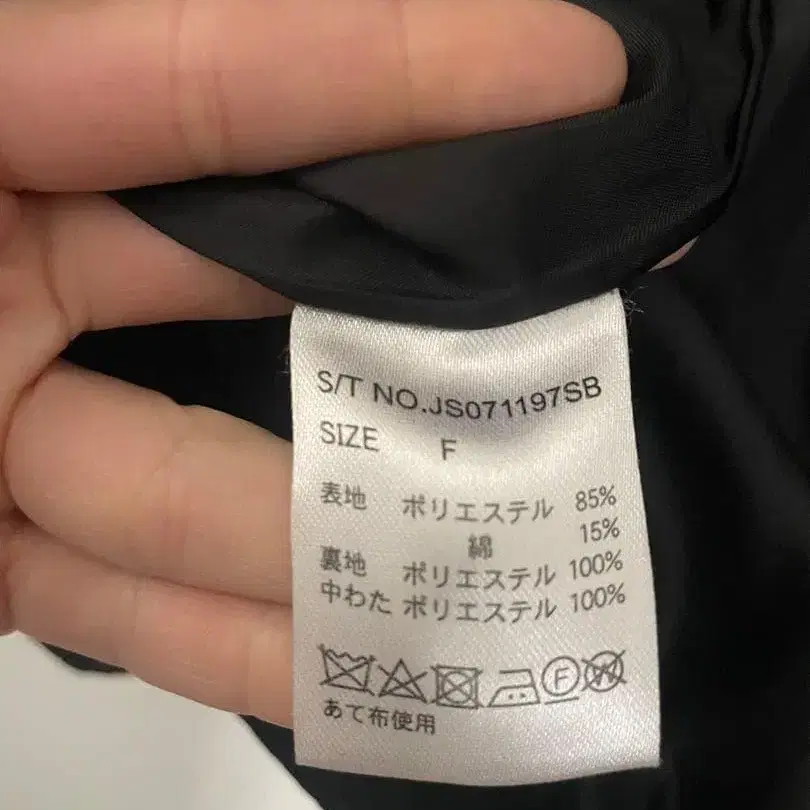 S/T NO.JS071197SB
SIZE F
表地 ポリエステル 85%
綿 15%
裏地 ポリエステル 100%
中わた ポリエステル 100%
F W
あて布使用